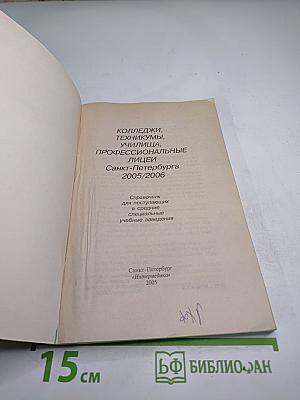 КОЛЛЕДЖИ,
ТЕХНИКУМЫ,
УЧИЛИЩА,
ПРОФЕССИОНАЛЬНЫЕ
ЛИЦЕИ
Санкт-Петербурга
2005/2006
Справочник
для поступающих
в средние
специальные
учебные заведения
Санкт-Петербург
2005
15 см
БФ БИБЛИОФАН